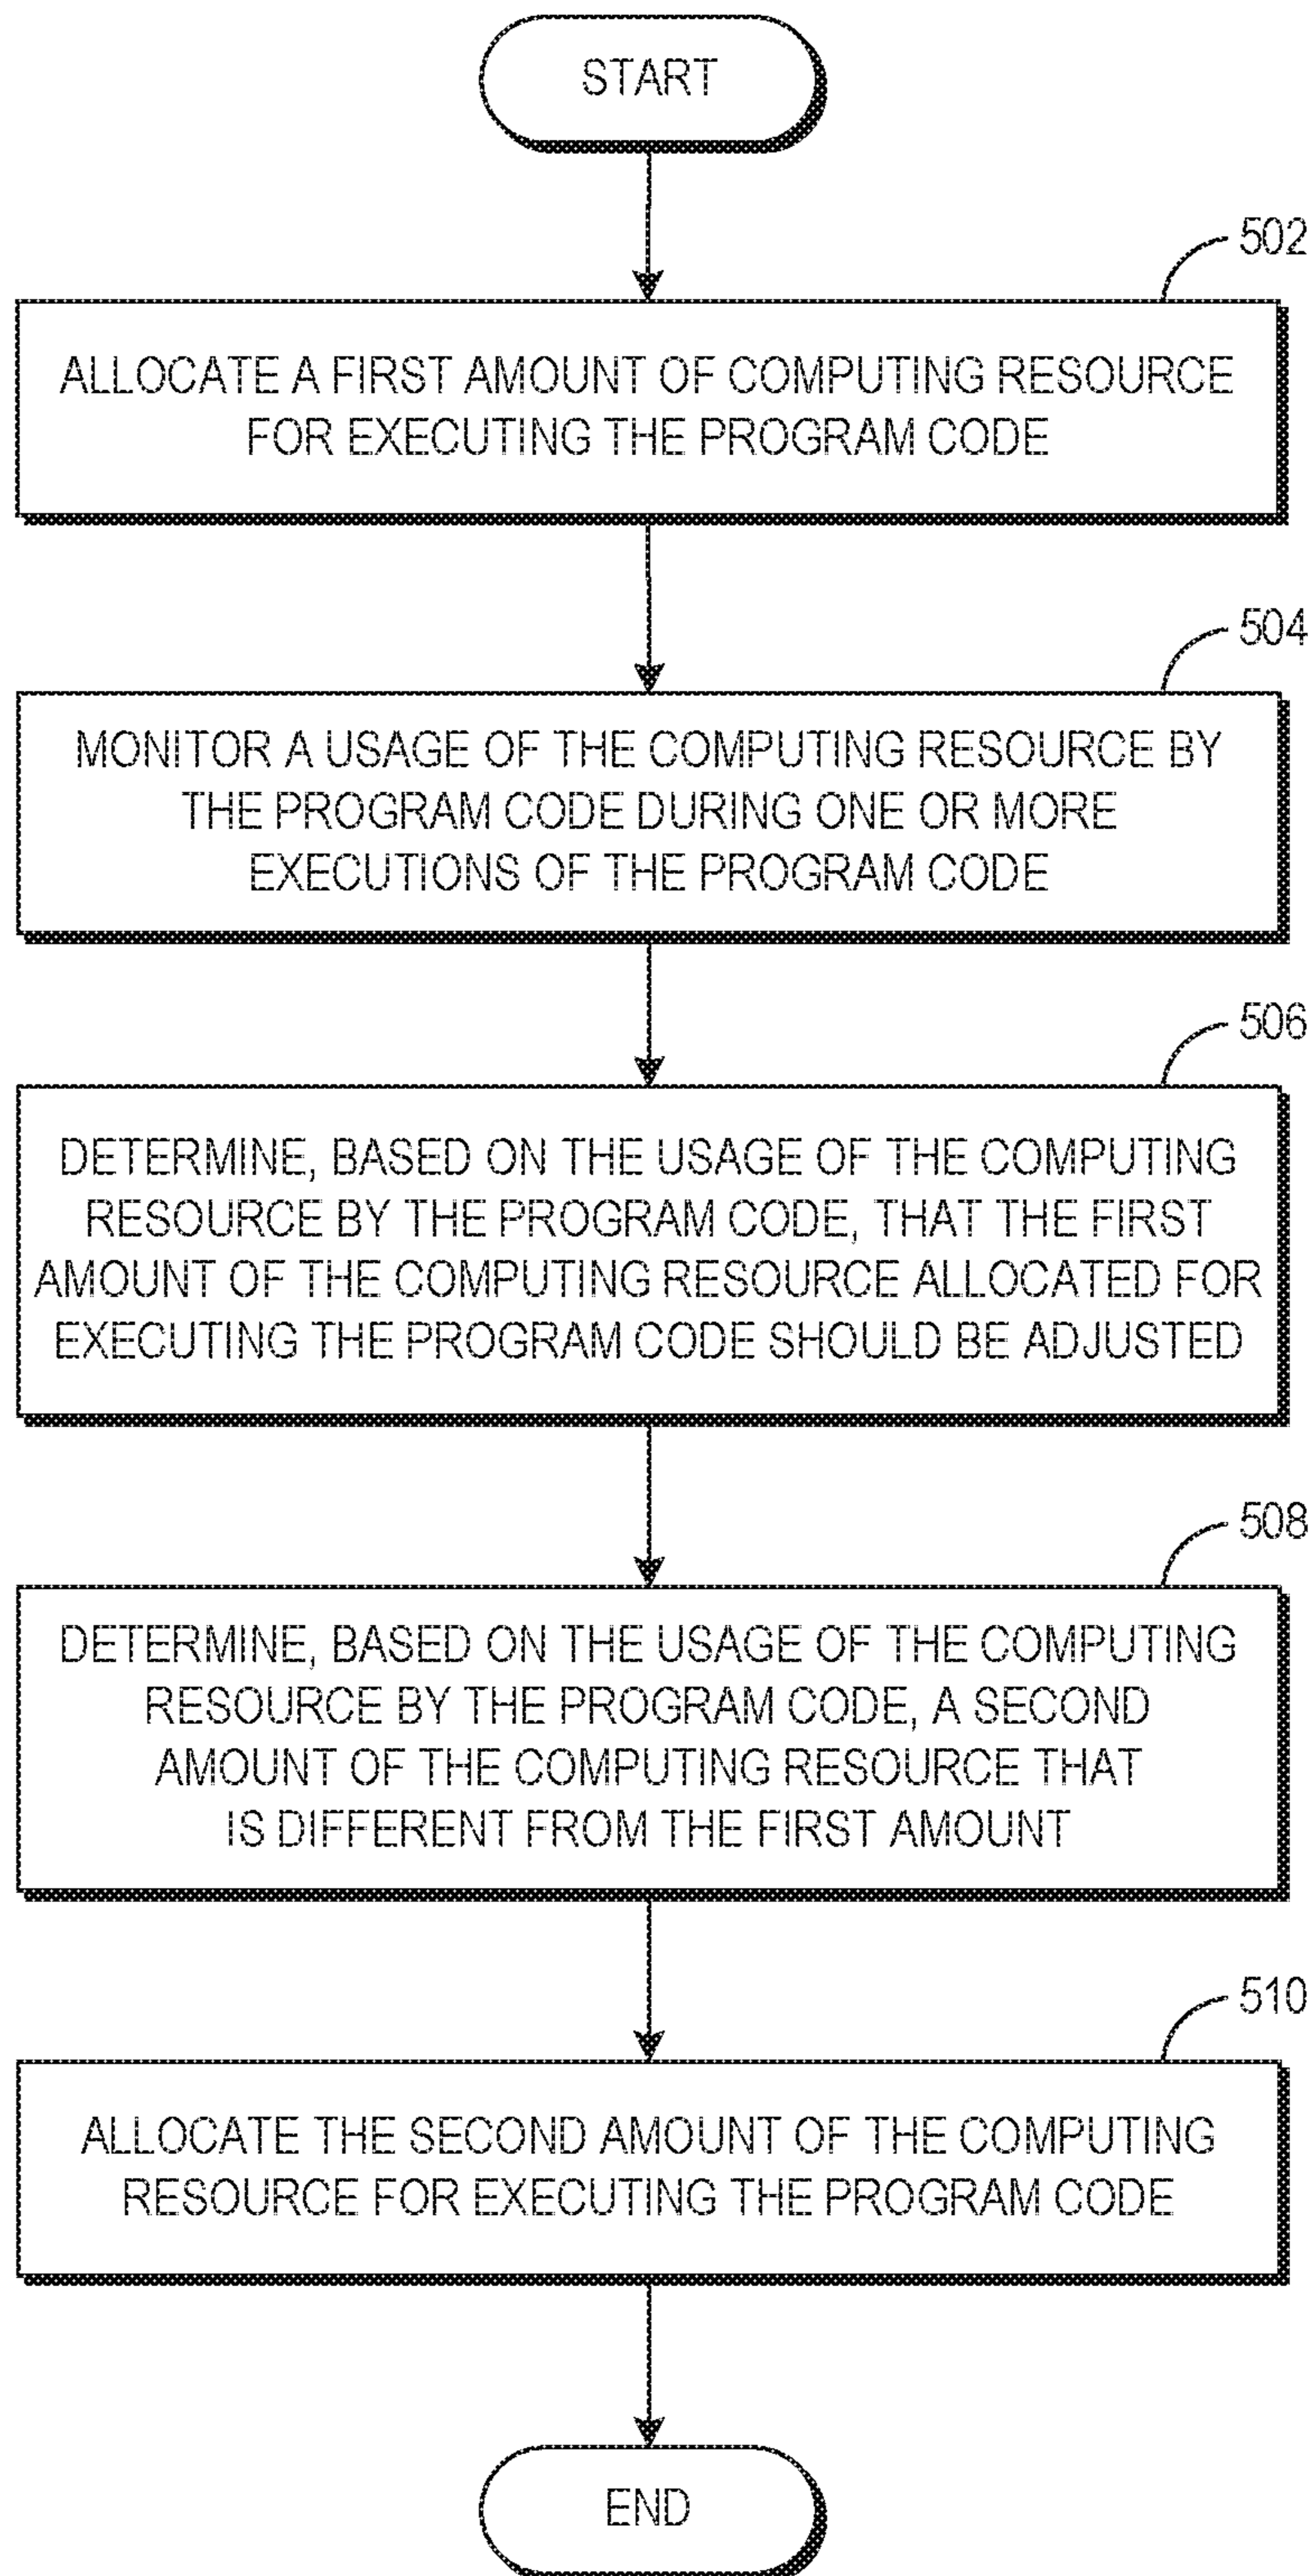 START
502
ALLOCATE A FIRST AMOUNT OF COMPUTING RESOURCE
FOR EXECUTING THE PROGRAM CODE
504
MONITOR A USAGE OF THE COMPUTING RESOURCE BY
THE PROGRAM CODE DURING ONE OR MORE
EXECUTIONS OF THE PROGRAM CODE
506
DETERMINE, BASED ON THE USAGE OF THE COMPUTING
RESOURCE BY THE PROGRAM CODE, THAT THE FIRST
AMOUNT OF THE COMPUTING RESOURCE ALLOCATED FOR
EXECUTING THE PROGRAM CODE SHOULD BE ADJUSTED
508
DETERMINE, BASED ON THE USAGE OF THE COMPUTING
RESOURCE BY THE PROGRAM CODE, A SECOND
AMOUNT OF THE COMPUTING RESOURCE THAT
IS DIFFERENT FROM THE FIRST AMOUNT
510
ALLOCATE THE SECOND AMOUNT OF THE COMPUTING
RESOURCE FOR EXECUTING THE PROGRAM CODE
END